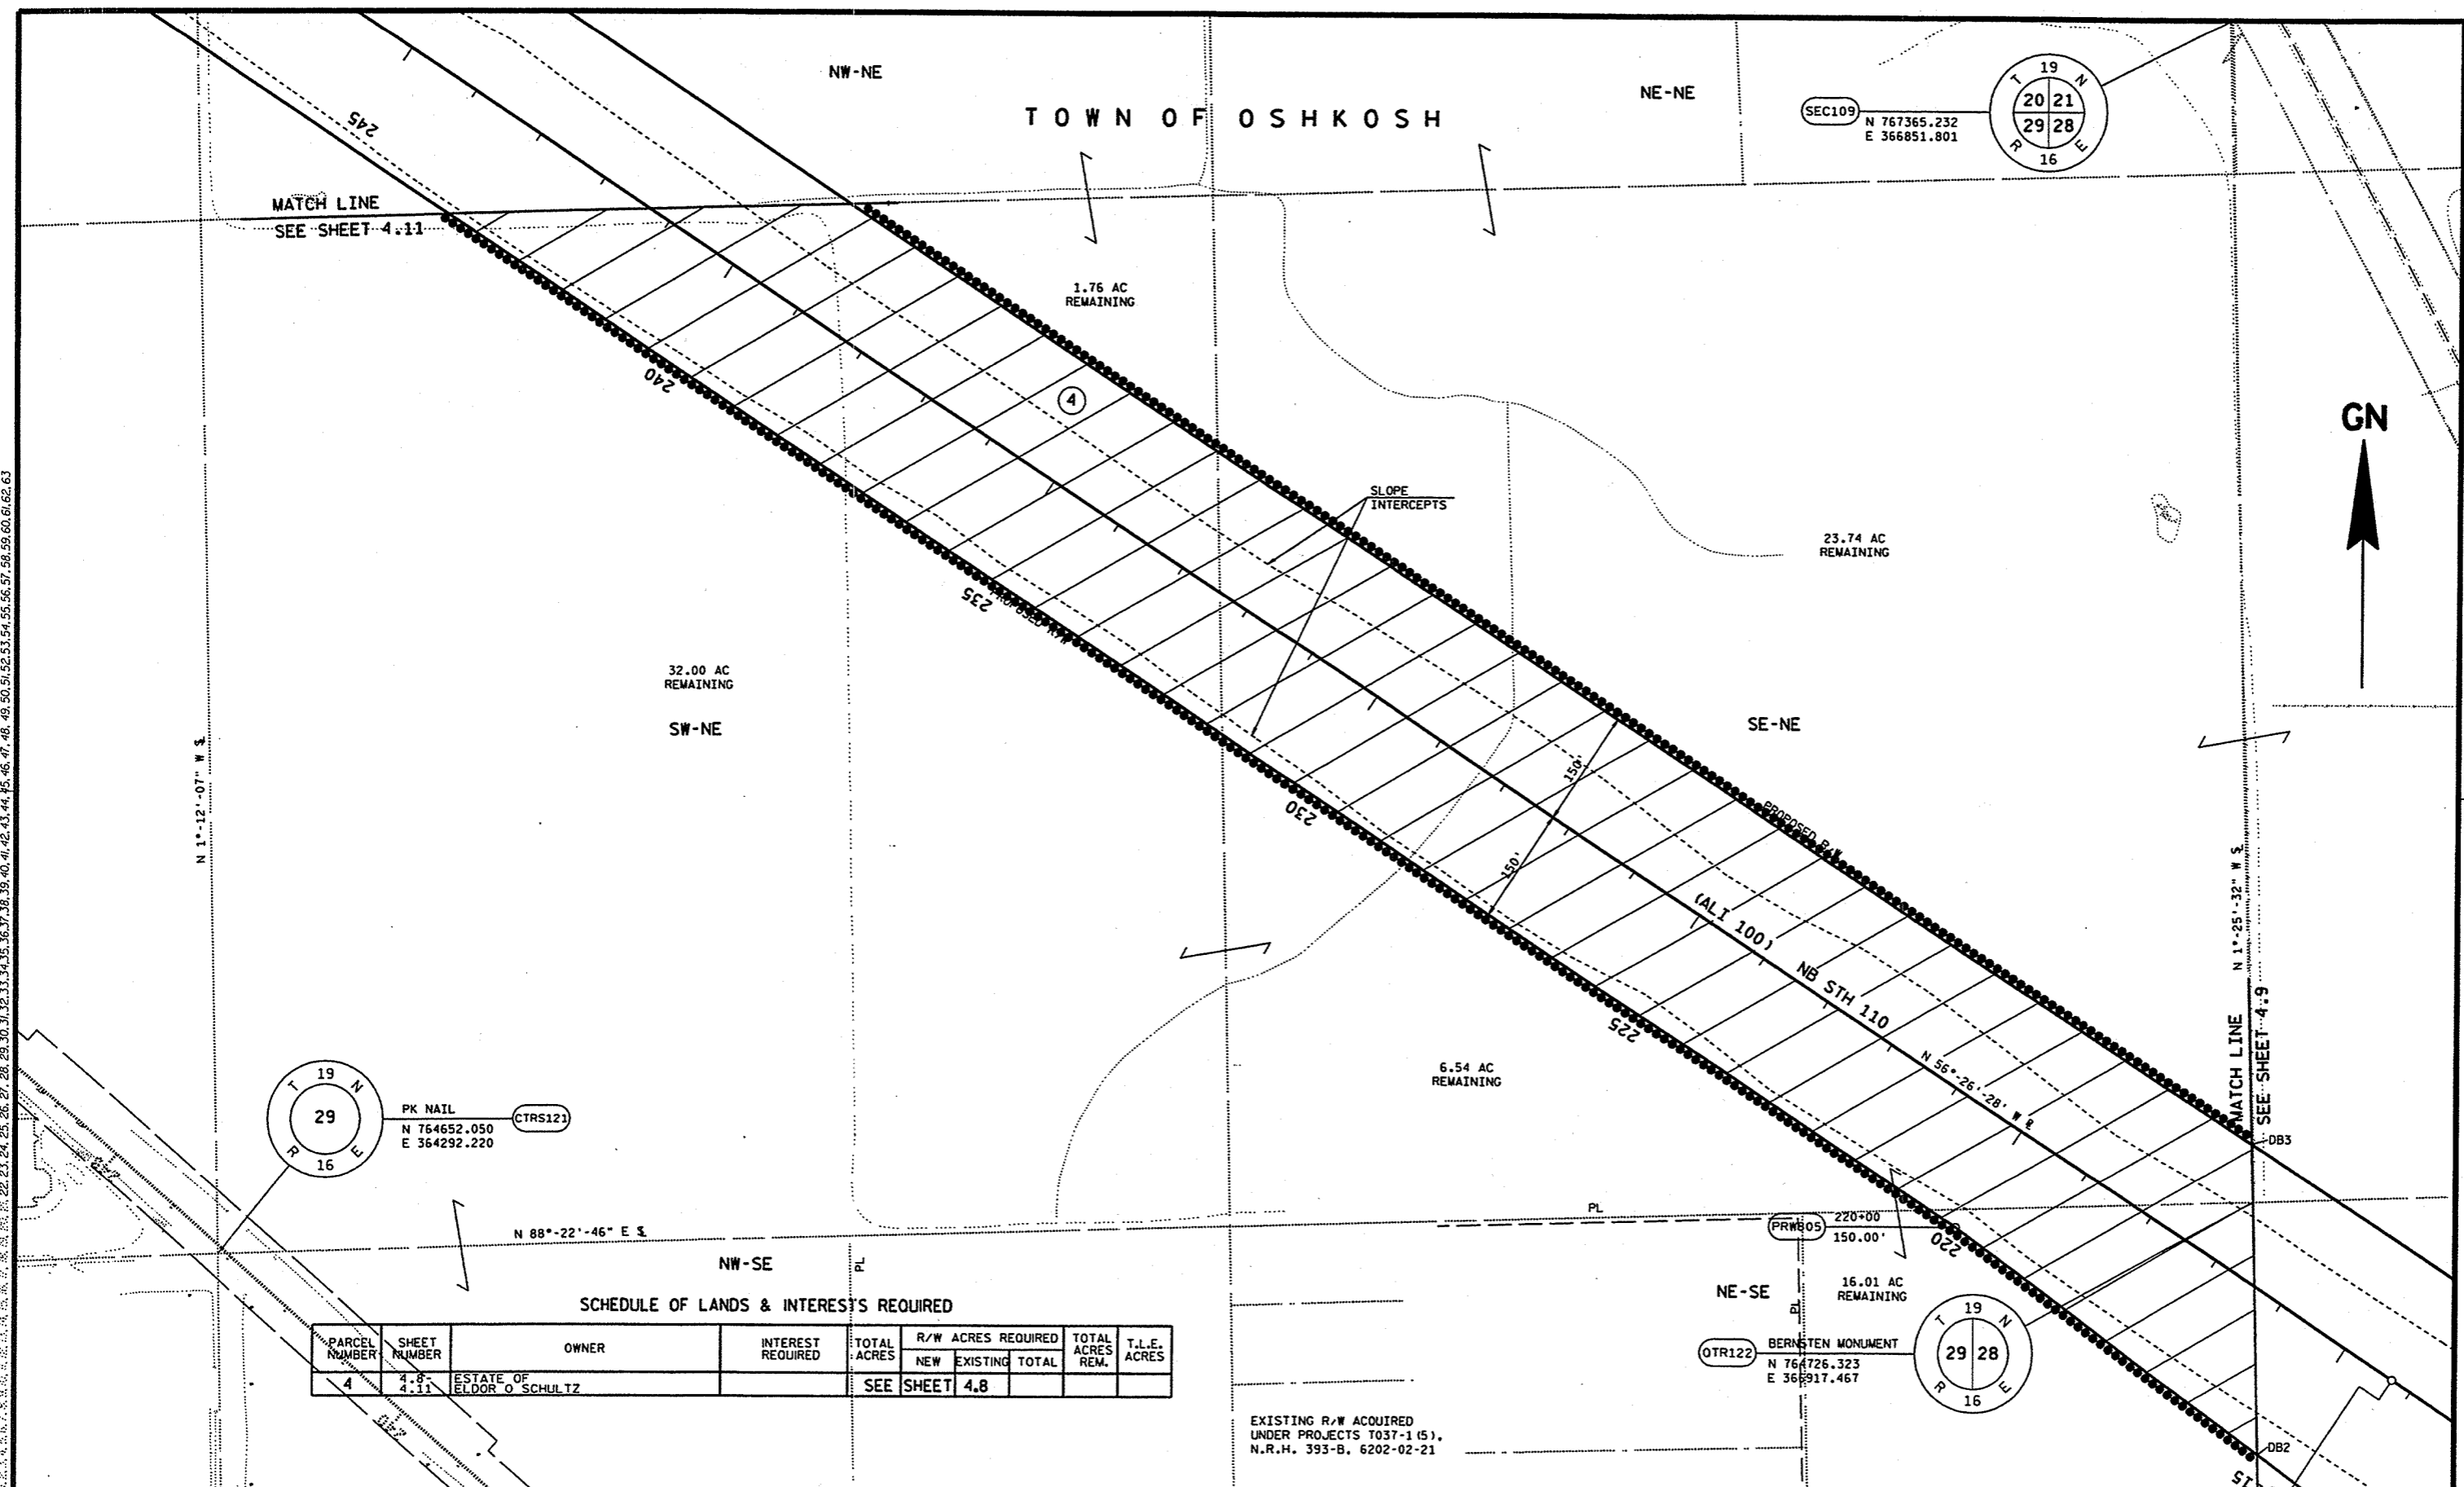 NW-NE
TOWN OF OSHKOSH
NE-NE
SEC109
N 767365.232
E 366851.801
T 19 N
20 21
29 28
R 16 E
245
MATCH LINE
SEE SHEET 4.11
1.76 AC
REMAINING
240
4
GN
SLOPE
INTERCEPTS
23.74 AC
REMAINING
235
PROPOSED R/W
32.00 AC
REMAINING
SW-NE
SE-NE
N 1°-12'-07" W
150'
150'
230
PROPOSED R/W
N 1°-25'-32" W
(ALI 100)
NB STH 110
225
N 56°-26'-28' W
MATCH LINE
SEE SHEET 4.9
6.54 AC
REMAINING
DB3
T 19 N
29
R 16 E
PK NAIL
N 764652.050
E 364292.220
CTRS121
N 88°-22'-46" E
PL
PRW805
220+00
150.00'
220
NW-SE
PL
NE-SE
PL
16.01 AC
REMAINING
SCHEDULE OF LANDS & INTERESTS REQUIRED
PARCEL NUMBER SHEET NUMBER OWNER INTEREST REQUIRED TOTAL ACRES R/W ACRES REQUIRED TOTAL ACRES REM. T.L.E. ACRES
NEW EXISTING TOTAL
4 4.8- 4.11 ESTATE OF ELDOR O SCHULTZ SEE SHEET 4.8
QTR122
BERNSTEN MONUMENT
N 764726.323
E 366917.467
T 19 N
29 28
R 16 E
240
EXISTING R/W ACQUIRED
UNDER PROJECTS T037-1(5),
N.R.H. 393-B, 6202-02-21
DB2